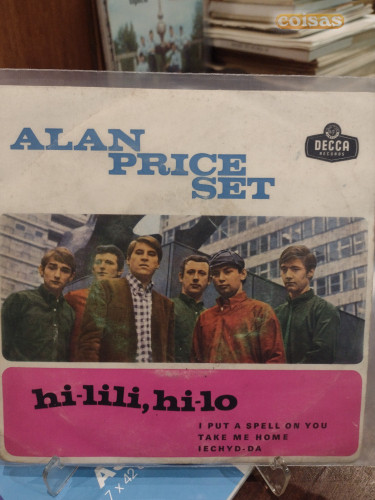 coisas
ALAN
PRICE
SET
DECCA
RECORDS
hi-lili, hi-lo
I PUT A SPELL ON YOU
TAKE ME HOME
IECHYD-DA
7 x 42